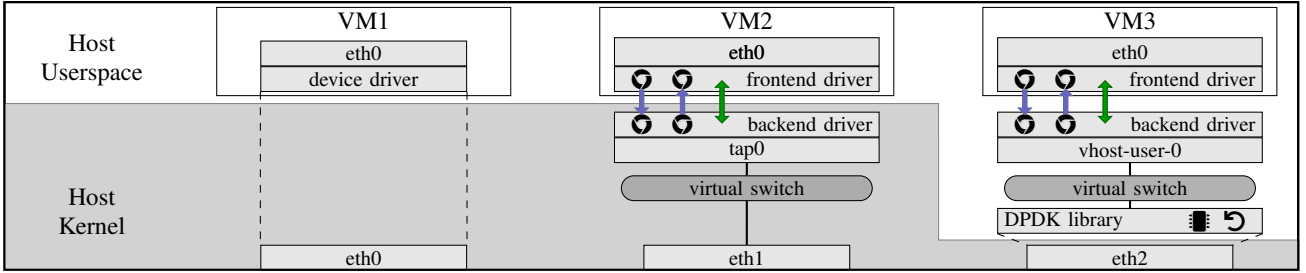 Host
Userspace
Host
Kernel
VM1
eth0
device driver
eth0
VM2
eth0
frontend driver
backend driver
tap0
virtual switch
eth1
VM3
eth0
frontend driver
backend driver
vhost-user-0
virtual switch
DPDK library
eth2